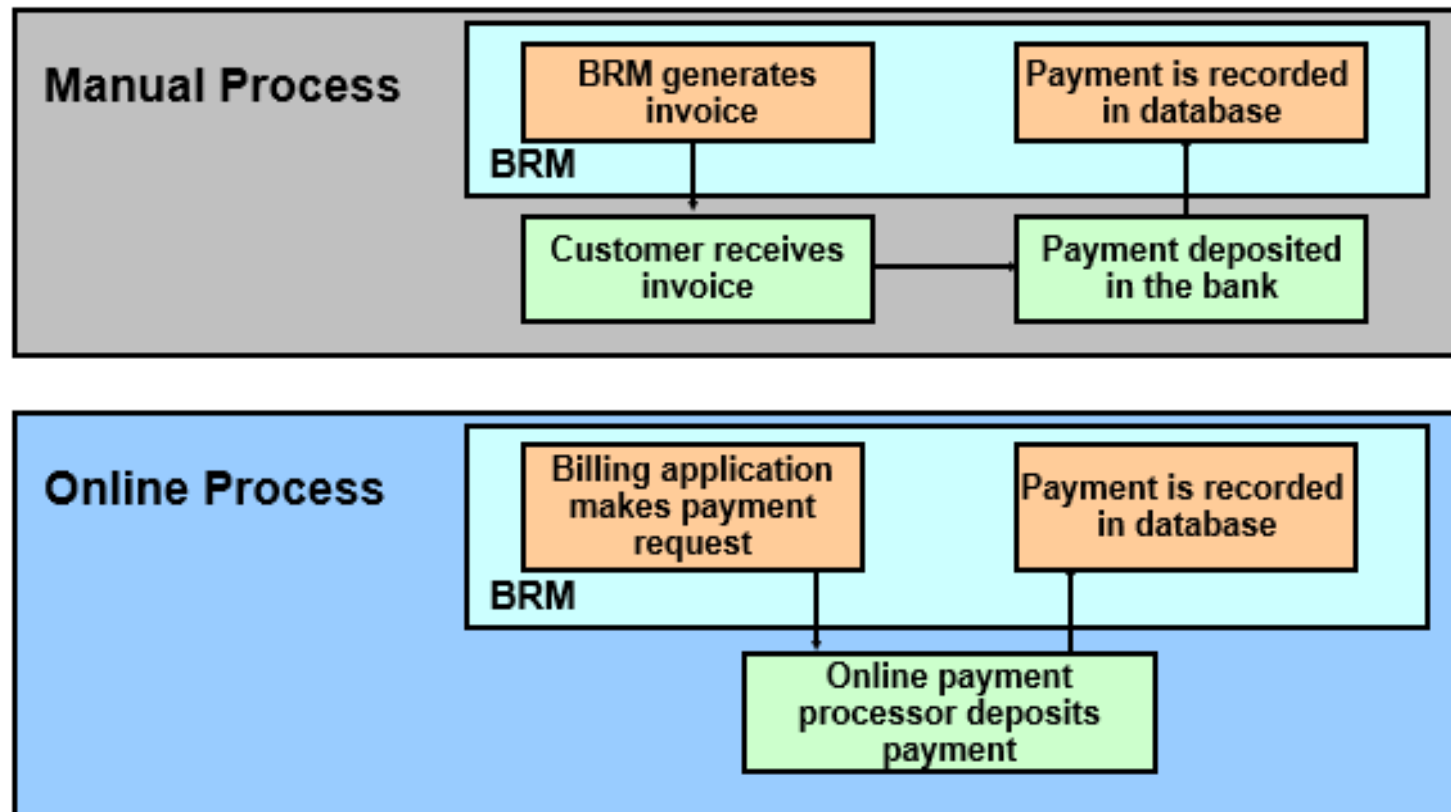 Manual Process
BRM generates
invoice
Payment is recorded
in database
BRM
Customer receives
invoice
Payment deposited
in the bank
Online Process
Billing application
makes payment
request
Payment is recorded
in database
BRM
Online payment
processor deposits
payment